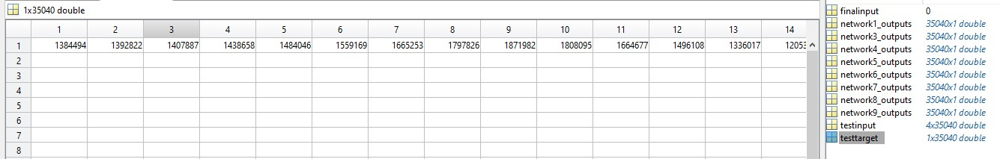 1x35040 double
1 2 3 4 5 6 7 8 9 10 11 12 13 14
1 1384494 1392822 1407887 1438658 1484046 1559169 1665253 1797826 1871982 1808095 1664677 1496108 1336017 12053
2
3
4
5
6
7
8
finalinput 0
network1_outputs 35040x1 double
network3_outputs 35040x1 double
network4_outputs 35040x1 double
network5_outputs 35040x1 double
network6_outputs 35040x1 double
network7_outputs 35040x1 double
network8_outputs 35040x1 double
network9_outputs 35040x1 double
testinput 4x35040 double
testtarget 1x35040 double